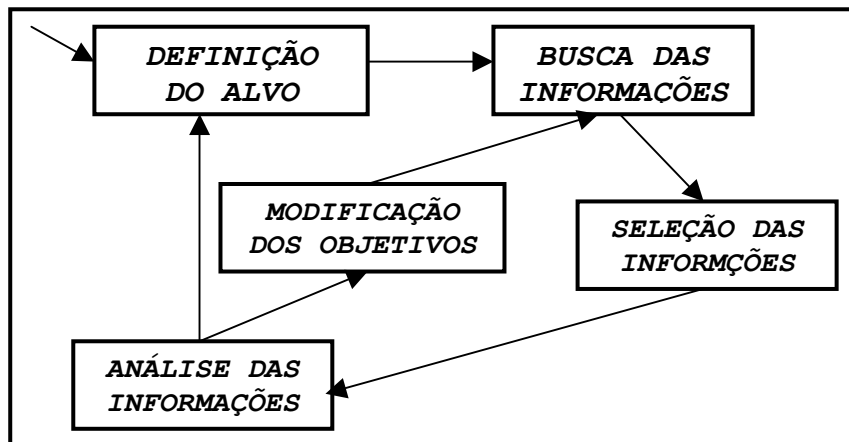 DEFINIÇÃO
DO ALVO
BUSCA DAS
INFORMAÇÕES
MODIFICAÇÃO
DOS OBJETIVOS
SELEÇÃO DAS
INFORMÇÕES
ANÁLISE DAS
INFORMAÇÕES